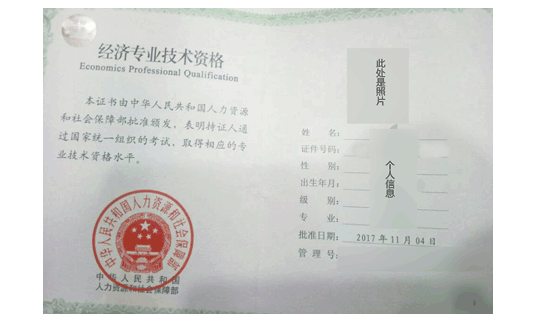 经济专业技术资格
Economics Professional Qualification
本证书由中华人民共和国人力资源
和社会保障部批准颁发，表明持证人通
过国家统一组织的考试，取得相应的专
业技术资格水平。
中华人民共和国人力资源和社会保障部
中华人民共和国
人力资源和社会保障部
此处是照片
姓名：
证件号码：
性别：
个人信息
出生年月：
级别：
专业：
批准日期： 2017 年 11 月 04 日
管理号：